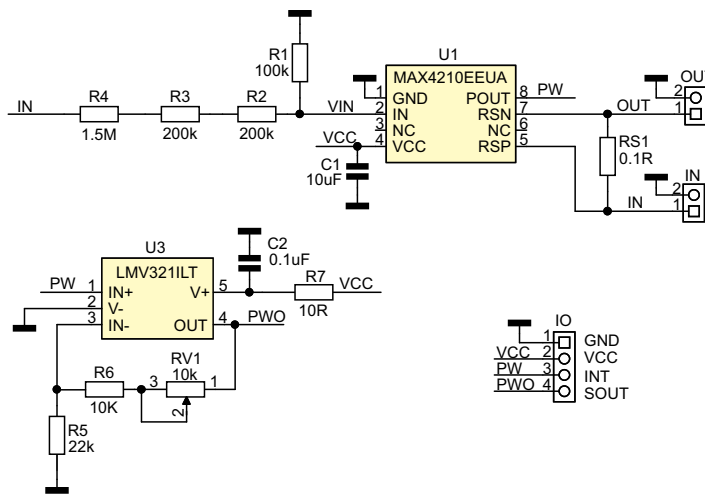 U1
MAX4210EEUA
1 GND POUT 8 PW
2 IN RSN 7 OUT
3 NC NC 6
4 VCC RSP 5
R1
100k
IN
R4
1.5M
R3
200k
R2
200k
VIN
VCC
C1
10uF
OU
2
1
RS1
0.1R
IN
IN
2
1
U3
LMV321ILT
PW 1 IN+ V+ 5
2 V-
3 IN- OUT 4 PWO
C2
0.1uF
R7
10R
VCC
R6
10K
RV1
10k
3 1
2
R5
22k
IO
1 GND
VCC 2 VCC
PW 3 INT
PWO 4 SOUT